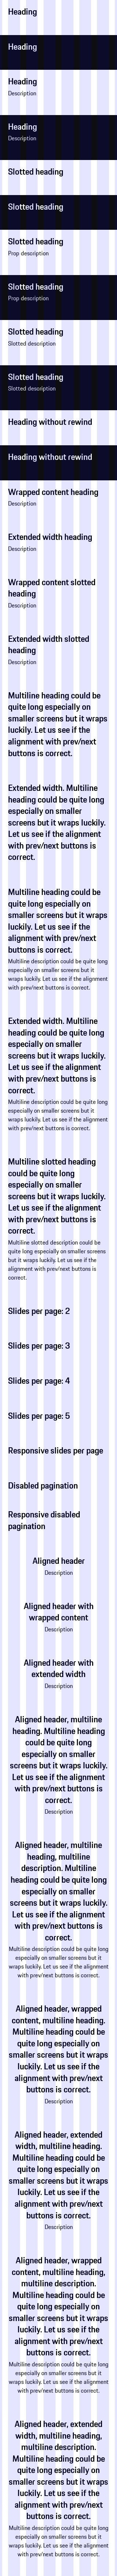 Heading
Heading
Heading
Description
Heading
Description
Slotted heading
Slotted heading
Slotted heading
Prop description
Slotted heading
Prop description
Slotted heading
Slotted description
Slotted heading
Slotted description
Heading without rewind
Heading without rewind
Wrapped content heading
Description
Extended width heading
Description
Wrapped content slotted
heading
Description
Extended width slotted
heading
Description
Multiline heading could be
quite long especially on
smaller screens but it wraps
luckily. Let us see if the
alignment with prev/next
buttons is correct.
Extended width. Multiline
heading could be quite long
especially on smaller
screens but it wraps luckily.
Let us see if the alignment
with prev/next buttons is
correct.
Multiline heading could be
quite long especially on
smaller screens but it wraps
luckily. Let us see if the
alignment with prev/next
buttons is correct.
Multiline description could be quite long
especially on smaller screens but it
wraps luckily. Let us see if the alignment
with prev/next buttons is correct.
Extended width. Multiline
heading could be quite long
especially on smaller
screens but it wraps luckily.
Let us see if the alignment
with prev/next buttons is
correct.
Multiline description could be quite long
especially on smaller screens but it
wraps luckily. Let us see if the alignment
with prev/next buttons is correct.
Multiline slotted heading
could be quite long
especially on smaller
screens but it wraps luckily.
Let us see if the alignment
with prev/next buttons is
correct.
Multiline slotted description could be
quite long especially on smaller screens
but it wraps luckily. Let us see if the
alignment with prev/next buttons is
correct.
Slides per page: 2
Slides per page: 3
Slides per page: 4
Slides per page: 5
Responsive slides per page
Disabled pagination
Responsive disabled
pagination
Aligned header
Description
Aligned header with
wrapped content
Description
Aligned header with
extended width
Description
Aligned header, multiline
heading. Multiline heading
could be quite long
especially on smaller
screens but it wraps luckily.
Let us see if the alignment
with prev/next buttons is
correct.
Description
Aligned header, multiline
heading, multiline
description. Multiline
heading could be quite long
especially on smaller
screens but it wraps luckily.
Let us see if the alignment
with prev/next buttons is
correct.
Multiline description could be quite long
especially on smaller screens but it
wraps luckily. Let us see if the alignment
with prev/next buttons is correct.
Aligned header, wrapped
content, multiline heading.
Multiline heading could be
quite long especially on
smaller screens but it wraps
luckily. Let us see if the
alignment with prev/next
buttons is correct.
Description
Aligned header, extended
width, multiline heading.
Multiline heading could be
quite long especially on
smaller screens but it wraps
luckily. Let us see if the
alignment with prev/next
buttons is correct.
Description
Aligned header, wrapped
content, multiline heading,
multiline description.
Multiline heading could be
quite long especially on
smaller screens but it wraps
luckily. Let us see if the
alignment with prev/next
buttons is correct.
Multiline description could be quite long
especially on smaller screens but it
wraps luckily. Let us see if the alignment
with prev/next buttons is correct.
Aligned header, extended
width, multiline heading,
multiline description.
Multiline heading could be
quite long especially on
smaller screens but it wraps
luckily. Let us see if the
alignment with prev/next
buttons is correct.
Multiline description could be quite long
especially on smaller screens but it
wraps luckily. Let us see if the alignment
with prev/next buttons is correct.